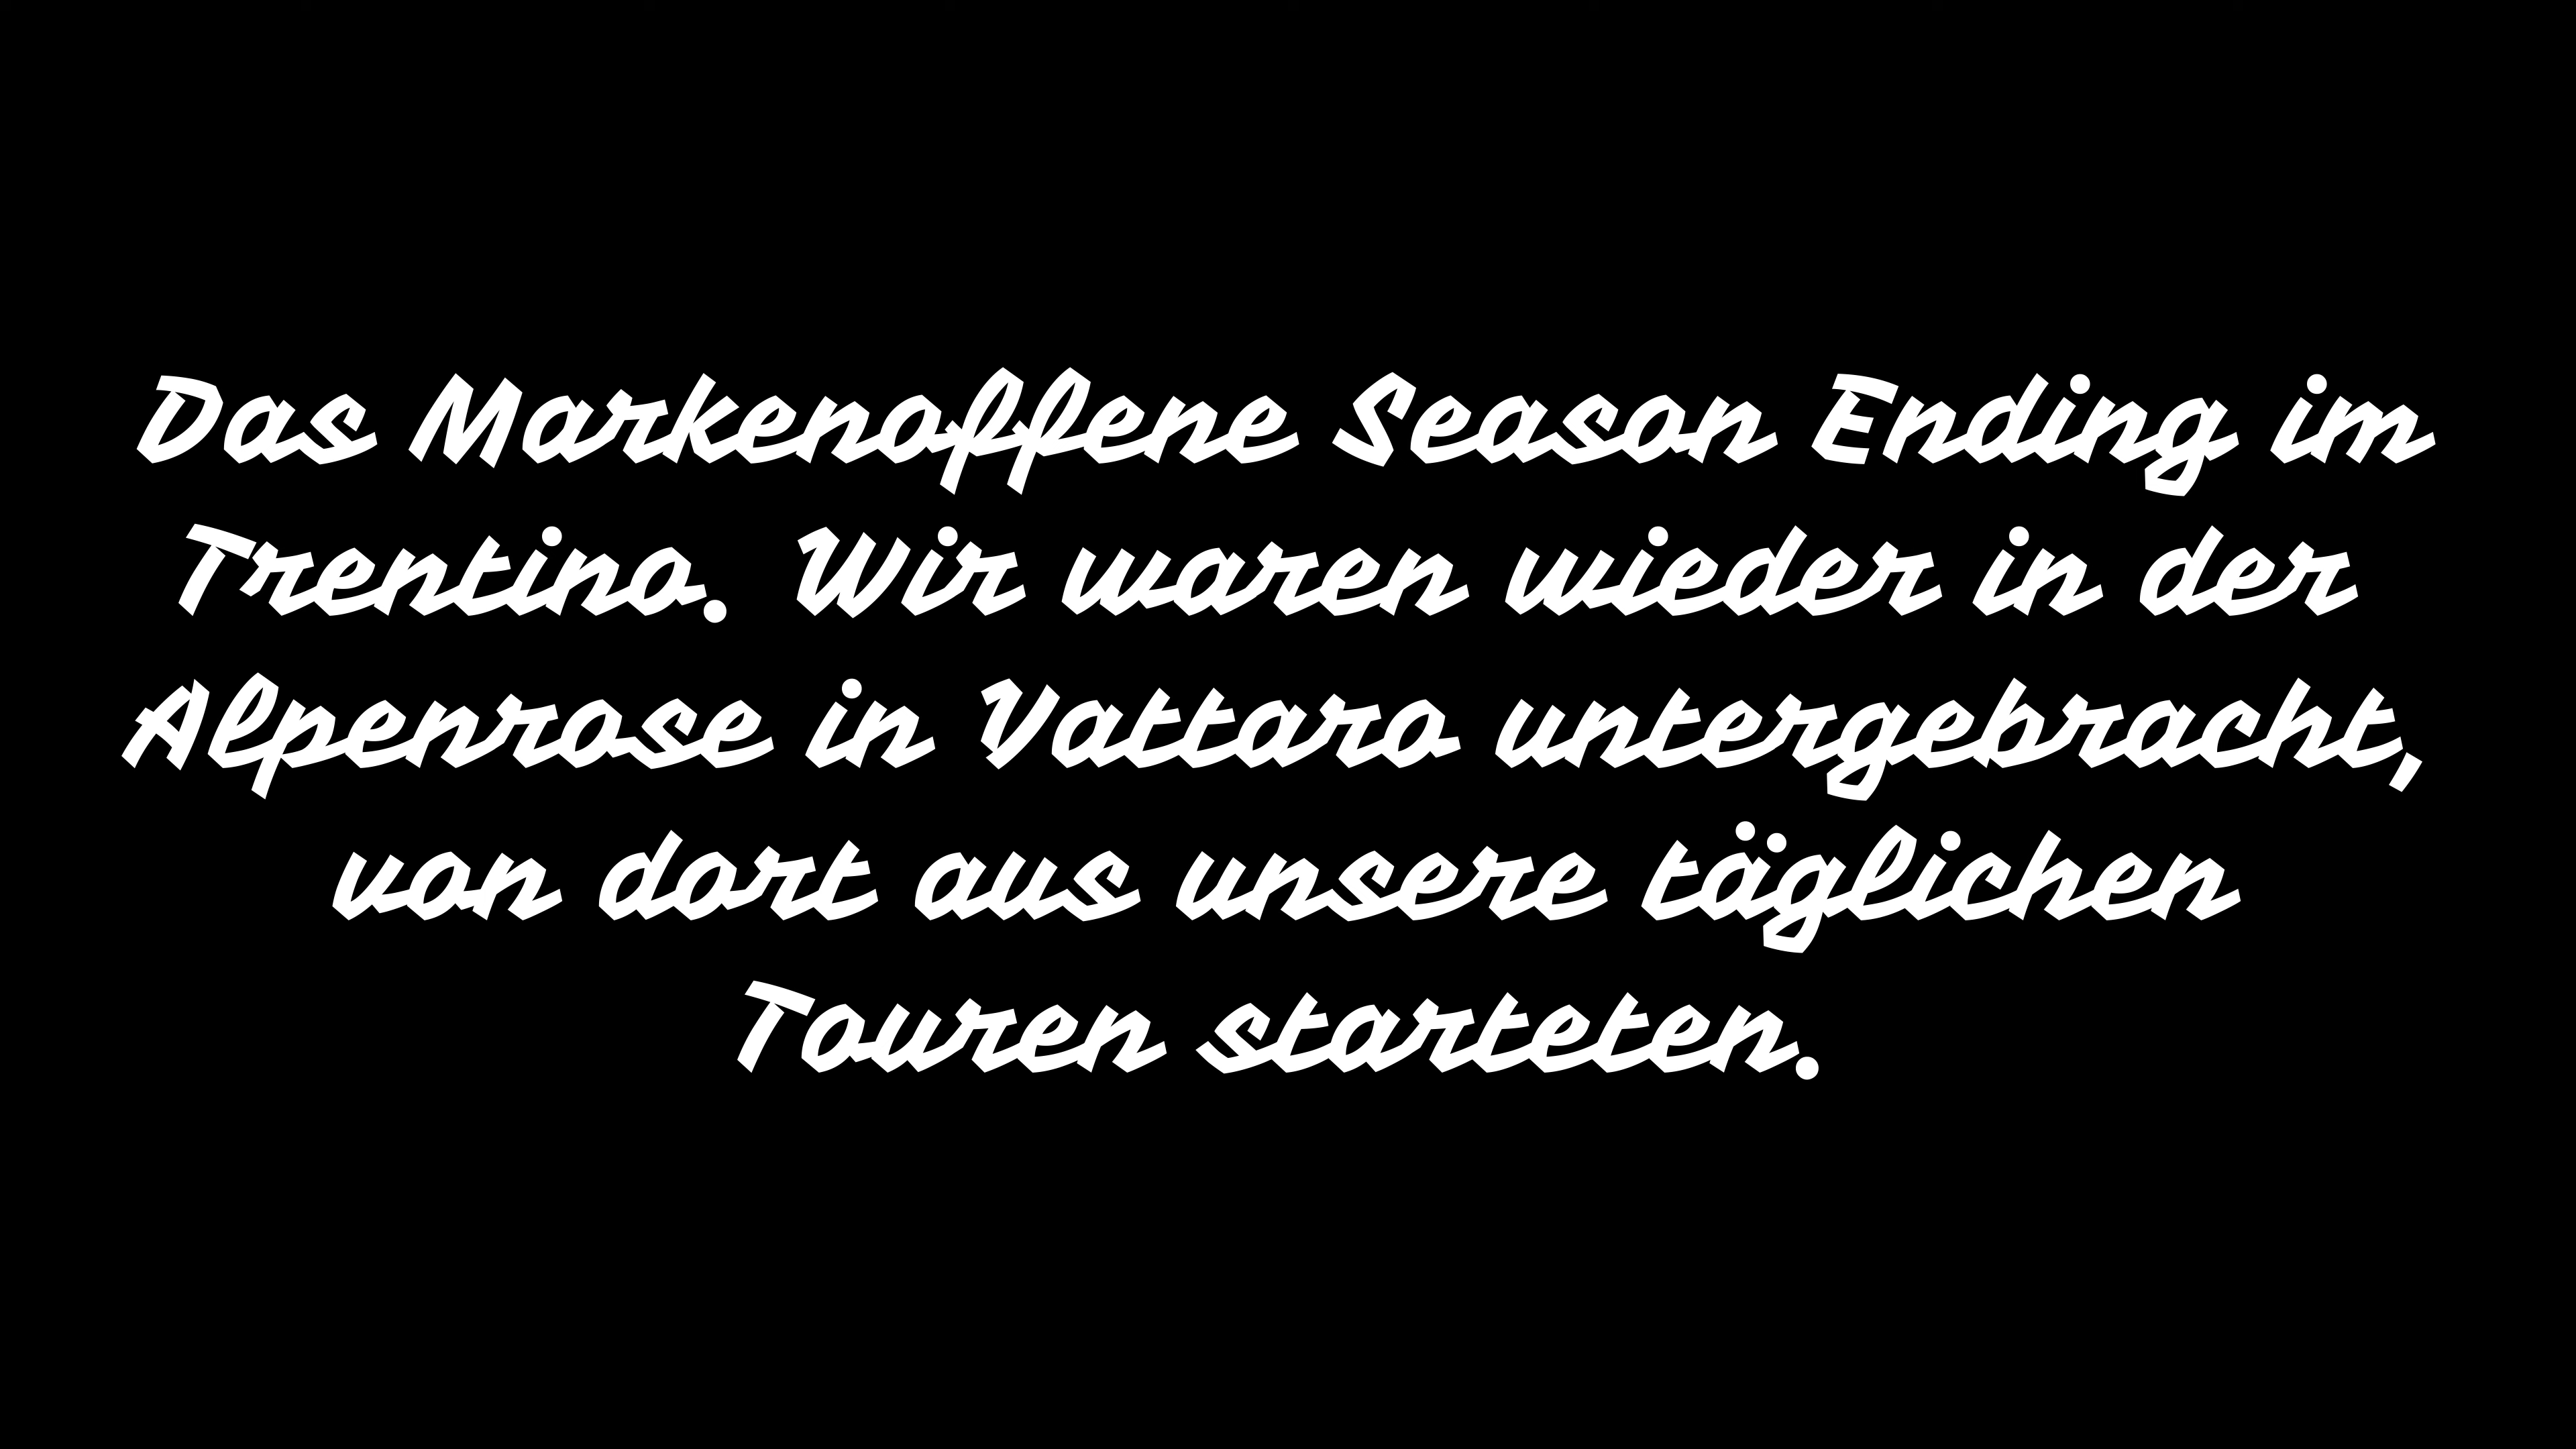 Das Markenoffene Season Ending im
Trentino. Wir waren wieder in der
Alpenrose in Vattaro untergebracht,
von dort aus unsere täglichen
Touren starteten.